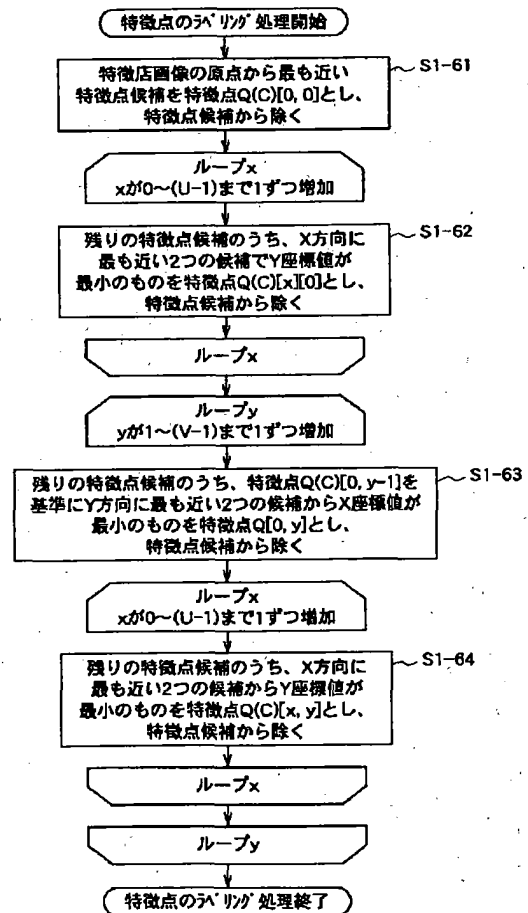 特徴点のラベリング処理開始
特徴店画像の原点から最も近い
特徴点候補を特徴点Q(C)[0, 0]とし、
特徴点候補から除く
S1-61
ループx
xが0～(U-1)まで1ずつ増加
残りの特徴点候補のうち、X方向に
最も近い2つの候補でY座標値が
最小のものを特徴点Q(C)[x][0]とし、
特徴点候補から除く
S1-62
ループx
ループy
yが1～(V-1)まで1ずつ増加
残りの特徴点候補のうち、特徴点Q(C)[0, y-1]を
基準にY方向に最も近い2つの候補からX座標値が
最小のものを特徴点Q[0, y]とし、
特徴点候補から除く
S1-63
ループx
xが0～(U-1)まで1ずつ増加
残りの特徴点候補のうち、X方向に
最も近い2つの候補からY座標値が
最小のものを特徴点Q(C)[x, y]とし、
特徴点候補から除く
S1-64
ループx
ループy
特徴点のラベリング処理終了